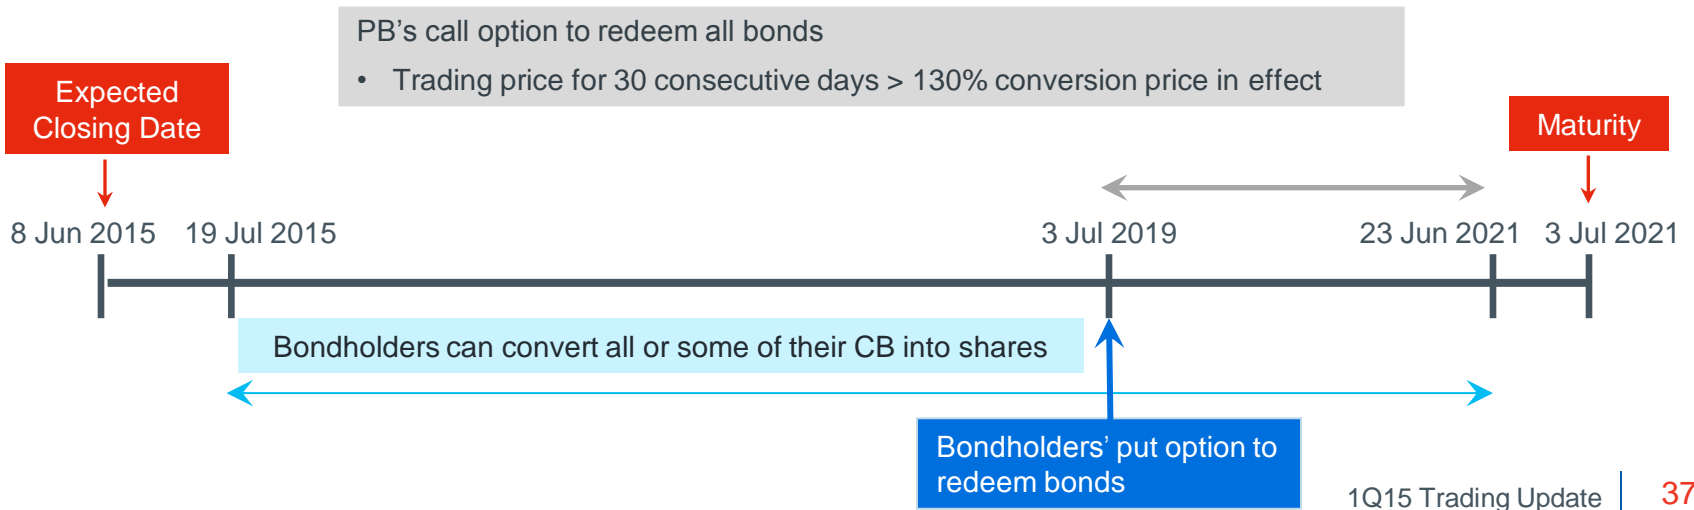 PB’s call option to redeem all bonds
• Trading price for 30 consecutive days > 130% conversion price in effect
Expected
Closing Date
Maturity
8 Jun 2015
19 Jul 2015
3 Jul 2019
23 Jun 2021
3 Jul 2021
Bondholders can convert all or some of their CB into shares
Bondholders’ put option to
redeem bonds
1Q15 Trading Update
37